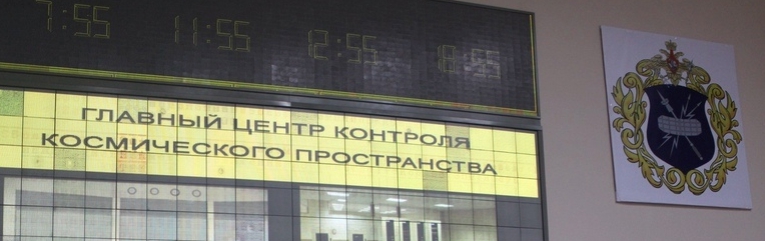 7:55 11:55 12:55 18:55
ГЛАВНЫЙ ЦЕНТР КОНТРОЛЯ
КОСМИЧЕСКОГО ПРОСТРАНСТВА